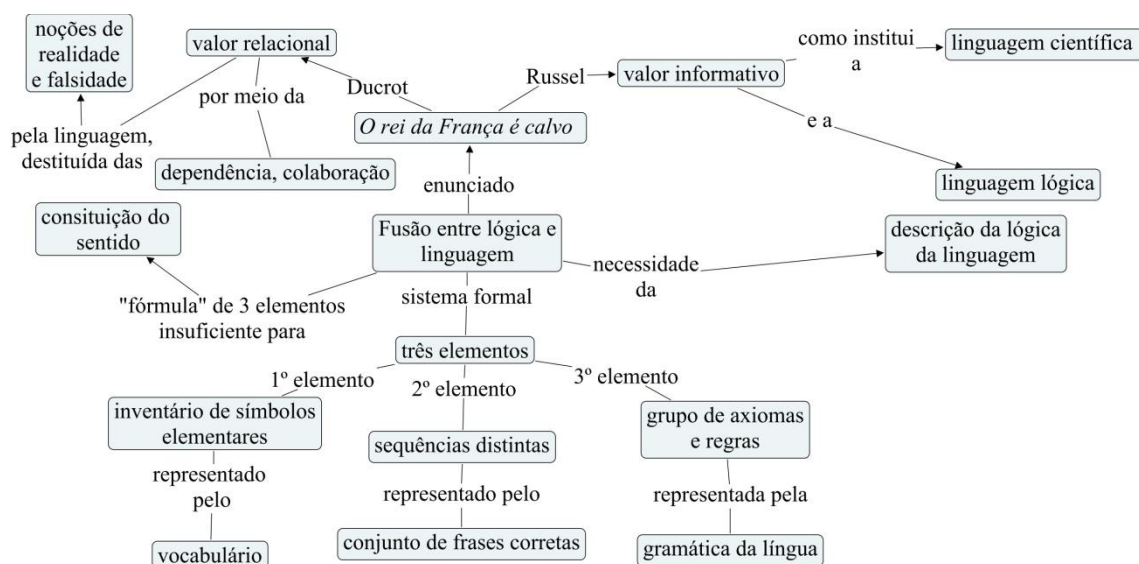 noções de
realidade
e falsidade
valor relacional
como institui
a
linguagem científica
Russel
valor informativo
Ducrot
por meio da
pela linguagem,
destituída das
O rei da França é calvo
e a
dependência, colaboração
linguagem lógica
enunciado
consituição do
sentido
Fusão entre lógica e
linguagem
descrição da lógica
da linguagem
necessidade
da
"fórmula" de 3 elementos
insuficiente para
sistema formal
três elementos
1º elemento
2º elemento
3º elemento
inventário de símbolos
elementares
sequências distintas
grupo de axiomas
e regras
representado
pelo
representado pelo
representada pela
vocabulário
conjunto de frases corretas
gramática da língua